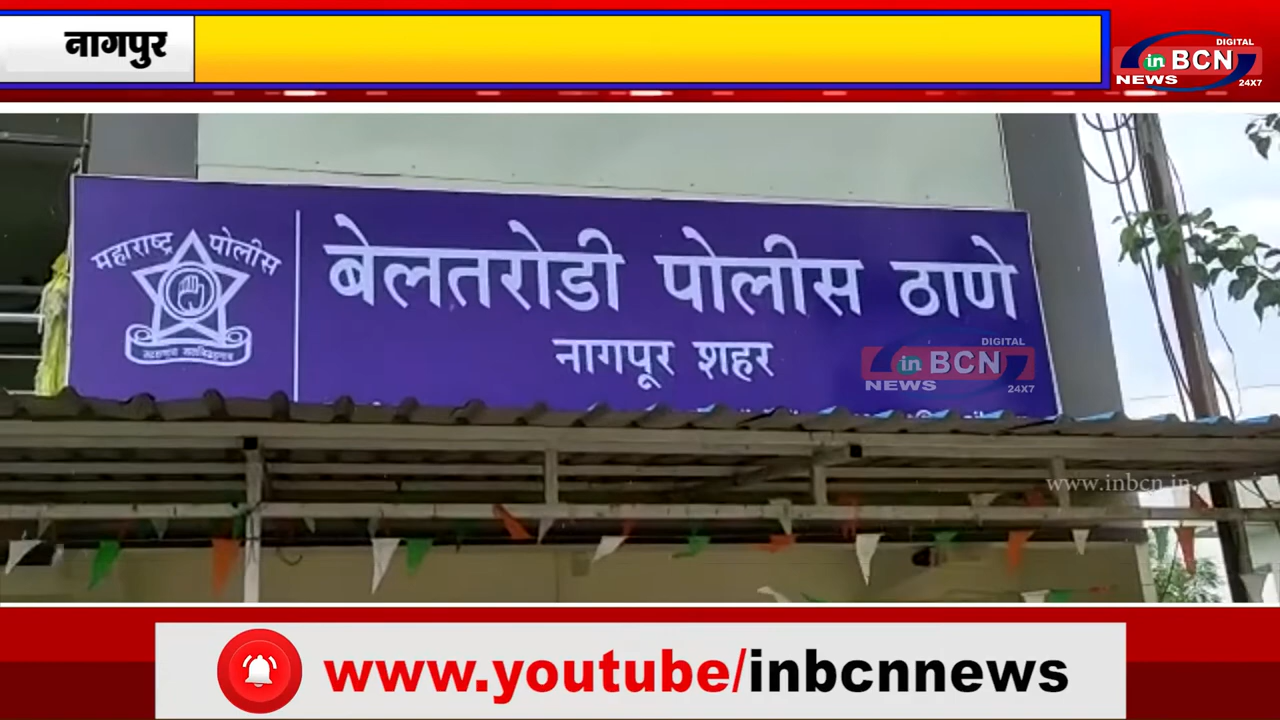 नागपुर
DIGITAL
in BCN
NEWS 24X7
महाराष्ट्र पोलीस
बेलतरोडी पोलीस ठाणे
नागपूर शहर
DIGITAL
in BCN
NEWS 24X7
www.inbcn.in
www.youtube/inbcnnews